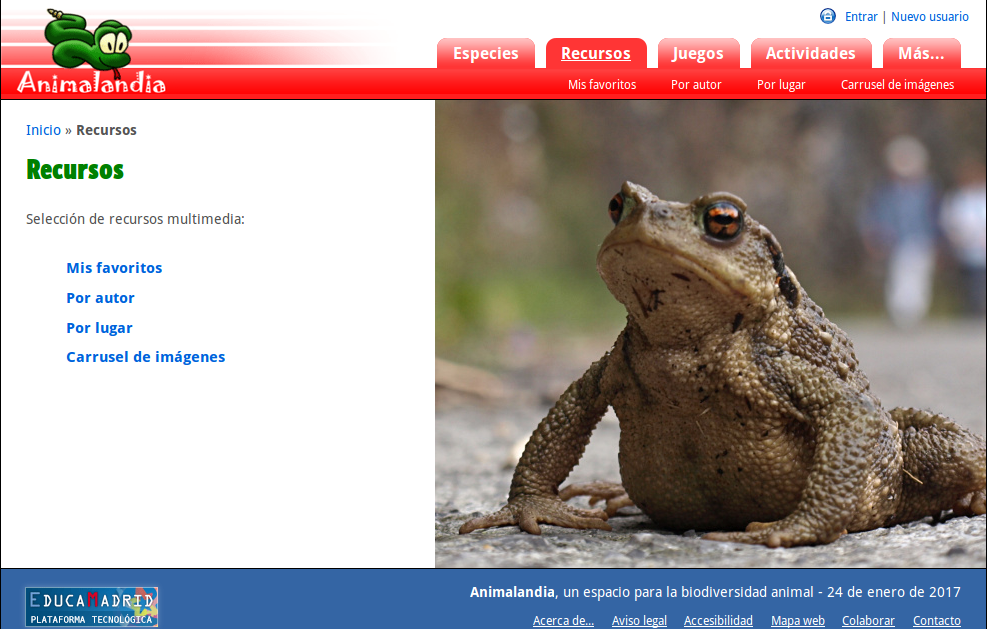 Entrar | Nuevo usuario
Animalandia
Especies Recursos Juegos Actividades Más...
Mis favoritos Por autor Por lugar Carrusel de imágenes
Inicio » Recursos
Recursos
Selección de recursos multimedia:
Mis favoritos
Por autor
Por lugar
Carrusel de imágenes
EDUCAMADRID
PLATAFORMA TECNOLÓGICA
Animalandia, un espacio para la biodiversidad animal - 24 de enero de 2017
Acerca de... Aviso legal Accesibilidad Mapa web Colaborar Contacto